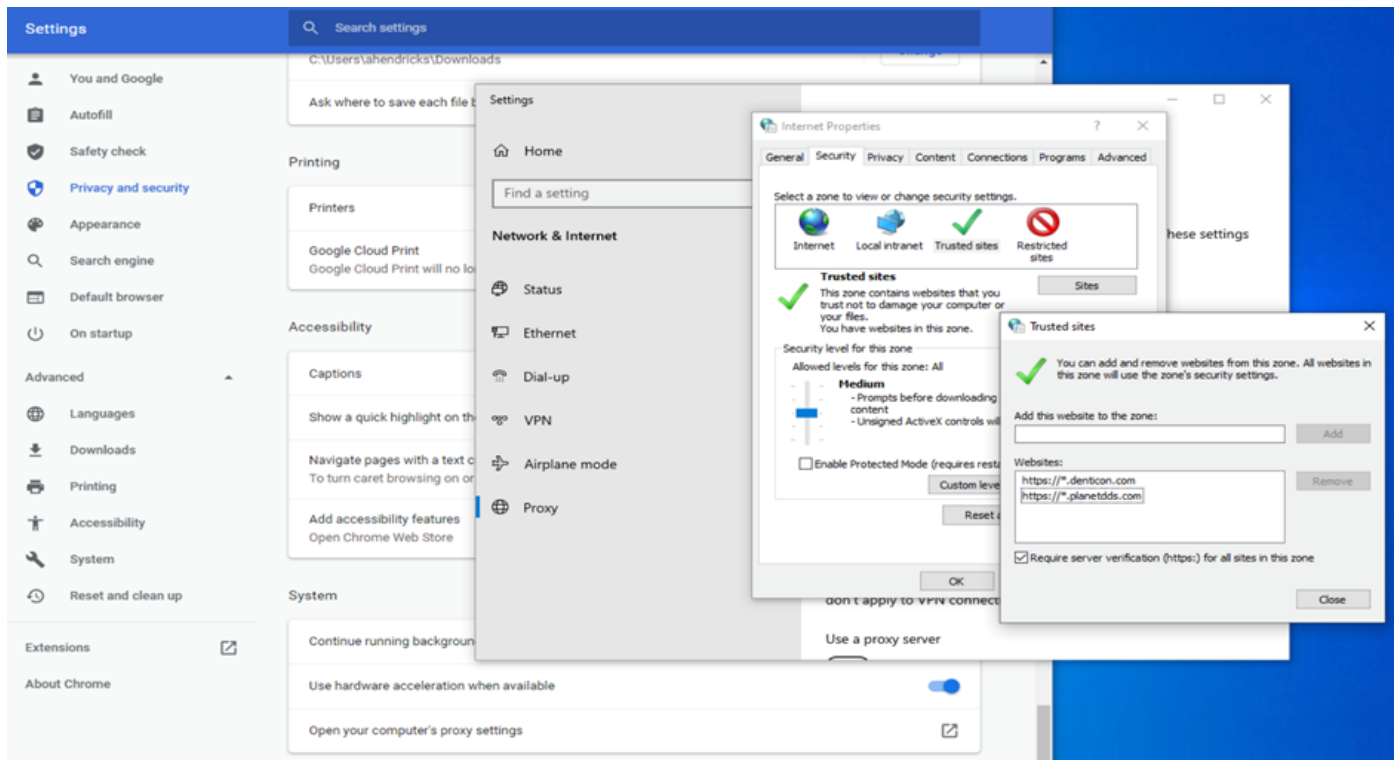 Settings
Search settings
You and Google
Autofill
Safety check
Privacy and security
Appearance
Search engine
Default browser
On startup
Advanced
Languages
Downloads
Printing
Accessibility
System
Reset and clean up
Extensions
About Chrome
C:\Users\ahendricks\Downloads
Ask where to save each file b
Printing
Printers
Google Cloud Print
Google Cloud Print will no lo
Accessibility
Captions
Show a quick highlight on th
Navigate pages with a text c
To turn caret browsing on or
Add accessibility features
Open Chrome Web Store
System
Continue running backgroun
Use hardware acceleration when available
Open your computer's proxy settings
Settings
Home
Find a setting
Network & Internet
Status
Ethernet
Dial-up
VPN
Airplane mode
Proxy
hese settings
don't apply to VPN connect
Use a proxy server
Internet Properties
?
General Security Privacy Content Connections Programs Advanced
Select a zone to view or change security settings.
Internet Local intranet Trusted sites Restricted
sites
Trusted sites
Sites
This zone contains websites that you
trust not to damage your computer or
your files.
You have websites in this zone.
Security level for this zone
Allowed levels for this zone: All
Medium
- Prompts before downloading
content
- Unsigned ActiveX controls will
Enable Protected Mode (requires resta
Custom leve
Reset a
OK
Trusted sites
You can add and remove websites from this zone. All websites in
this zone will use the zone's security settings.
Add this website to the zone:
Add
Websites:
https://*.denticon.com
https://*.planetdds.com
Remove
Require server verification (https:) for all sites in this zone
Close